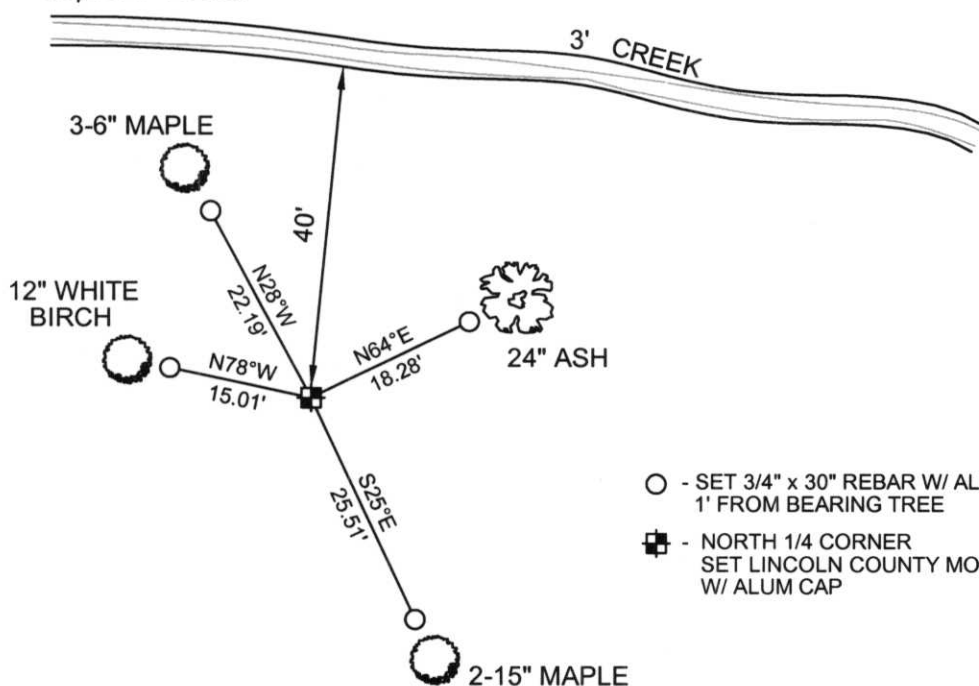 3' CREEK
3-6" MAPLE
40'
N28°W
22.19'
12" WHITE
BIRCH
N64°E
18.28'
24" ASH
N78°W
15.01'
S25°E
25.51'
- SET 3/4" x 30" REBAR W/ AL
1' FROM BEARING TREE
- NORTH 1/4 CORNER
SET LINCOLN COUNTY MO
W/ ALUM CAP
2-15" MAPLE